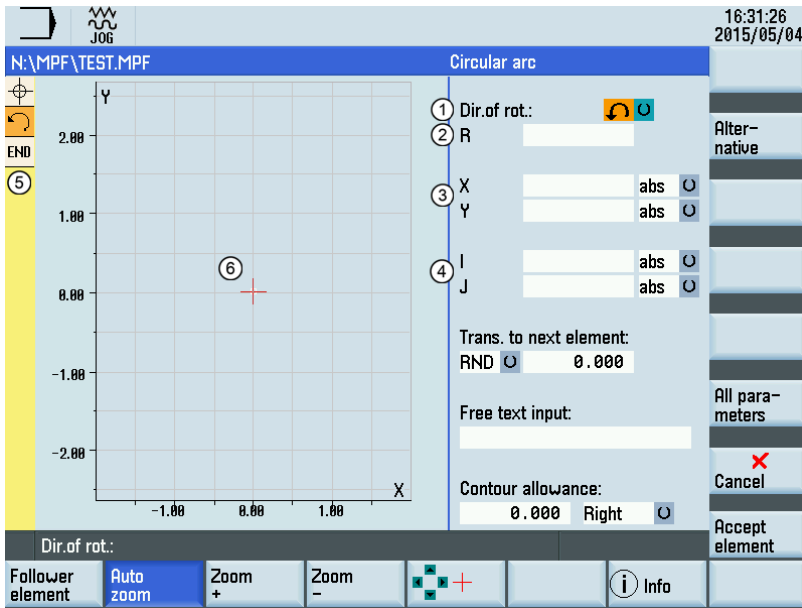 JOG
16:31:26
2015/05/04
N:\MPF\TEST.MPF
Circular arc
Y
2.00
1.00
0.00
-1.00
-2.00
-1.00
0.00
1.00
X
END
5
6
1
Dir.of rot.:
2
R
3
X
abs
Y
abs
4
I
abs
J
abs
Trans. to next element:
RND
0.000
Free text input:
Contour allowance:
0.000
Right
Alter-
native
All para-
meters
Cancel
Accept
element
Dir.of rot.:
Follower
element
Auto
zoom
Zoom
+
Zoom
-
i
Info